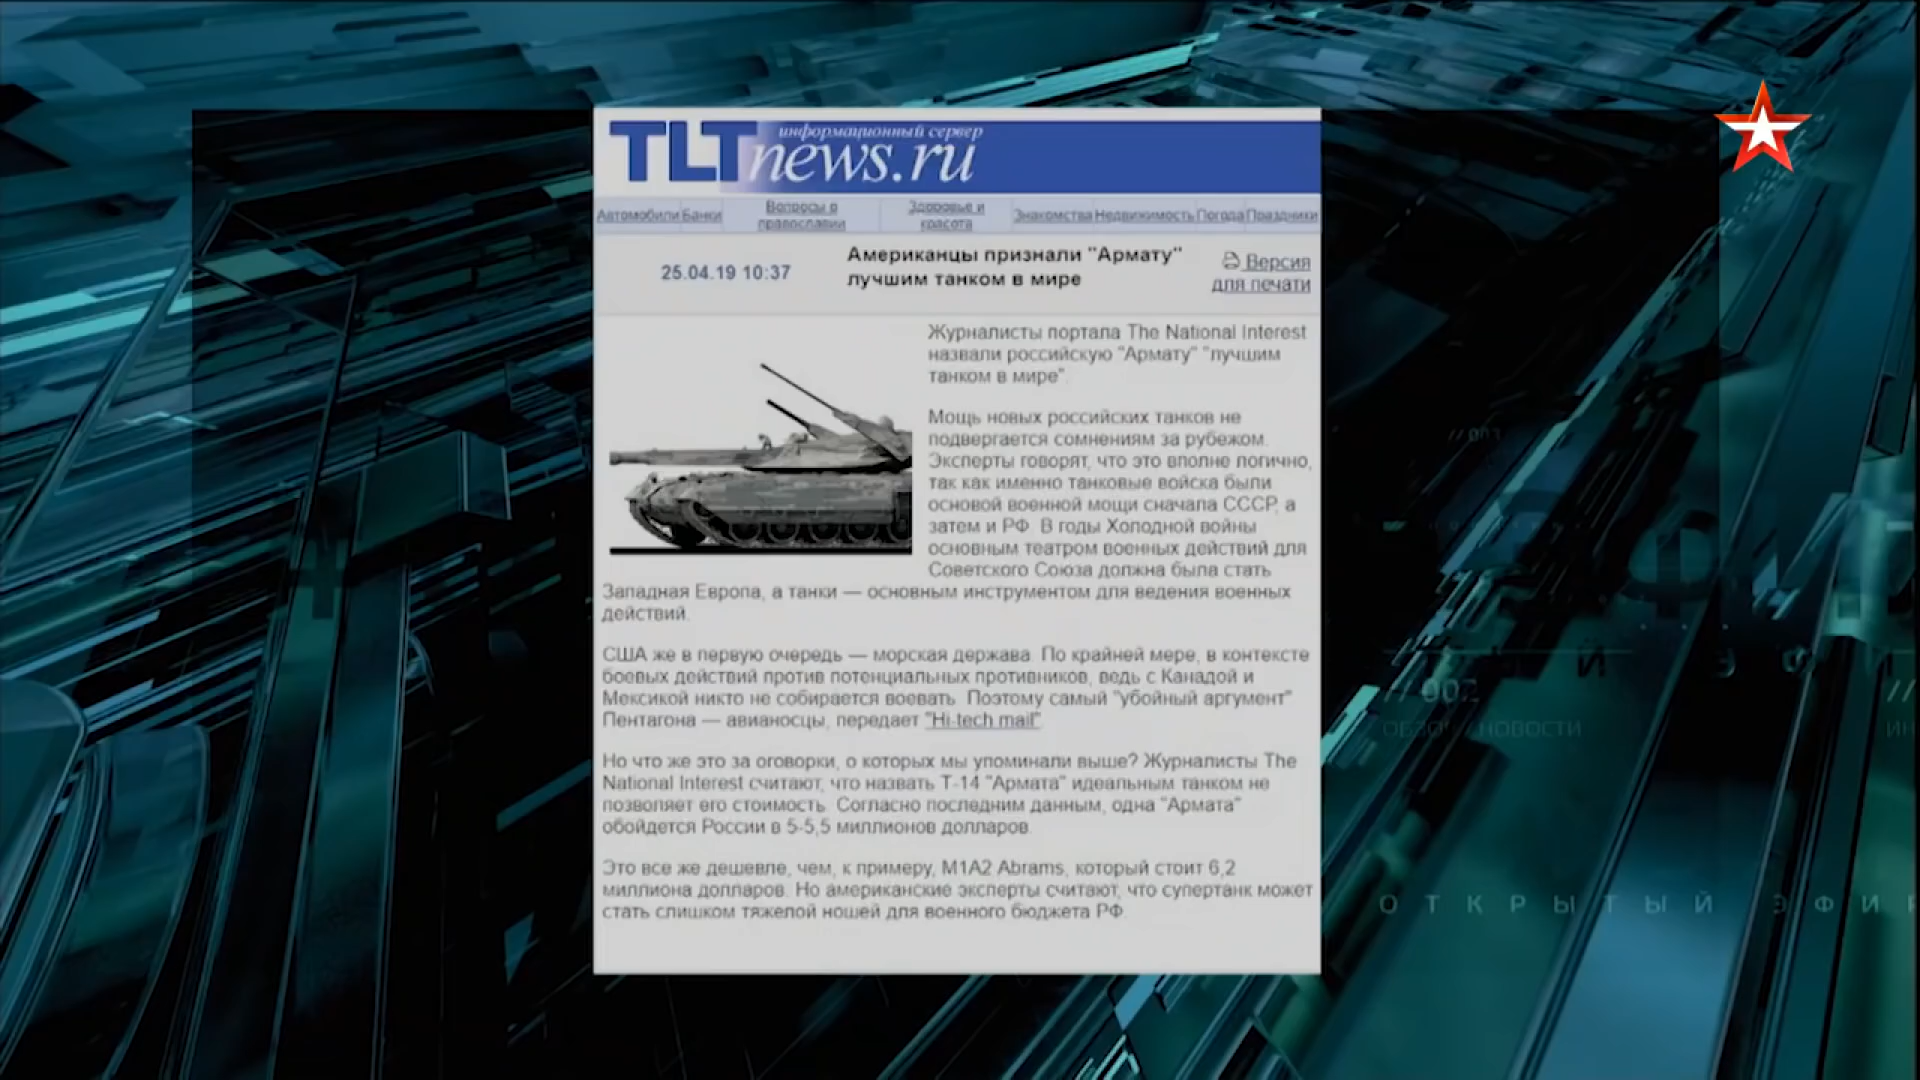 TLTnews.ru
информационный сервер
Автомобили Банки Вопросы о православии Здоровье и красота Знакомства Недвижимость Погода Праздники
25.04.19 10:37
Американцы признали "Армату"
лучшим танком в мире
Версия
для печати
Журналисты портала The National Interest
назвали российскую "Армату" "лучшим
танком в мире".
Мощь новых российских танков не
подвергается сомнениям за рубежом.
Эксперты говорят, что это вполне логично,
так как именно танковые войска были
основой военной мощи сначала СССР, а
затем и РФ. В годы Холодной войны
основным театром военных действий для
Советского Союза должна была стать
Западная Европа, а танки — основным инструментом для ведения военных
действий.
США же в первую очередь — морская держава. По крайней мере, в контексте
боевых действий против потенциальных противников, ведь с Канадой и
Мексикой никто не собирается воевать. Поэтому самый "убойный аргумент"
Пентагона — авианосцы, передает "Hi-tech mail".
Но что же это за оговорки, о которых мы упоминали выше? Журналисты The
National Interest считают, что назвать Т-14 "Армата" идеальным танком не
позволяет его стоимость. Согласно последним данным, одна "Армата"
обойдется России в 5-5,5 миллионов долларов.
Это все же дешевле, чем, к примеру, M1A2 Abrams, который стоит 6,2
миллиона долларов. Но американские эксперты считают, что супертанк может
стать слишком тяжелой ношей для военного бюджета РФ.
// 001
// 002
ОБЗОР / НОВОСТИ
ОТКРЫТЫЙ ЭФИР